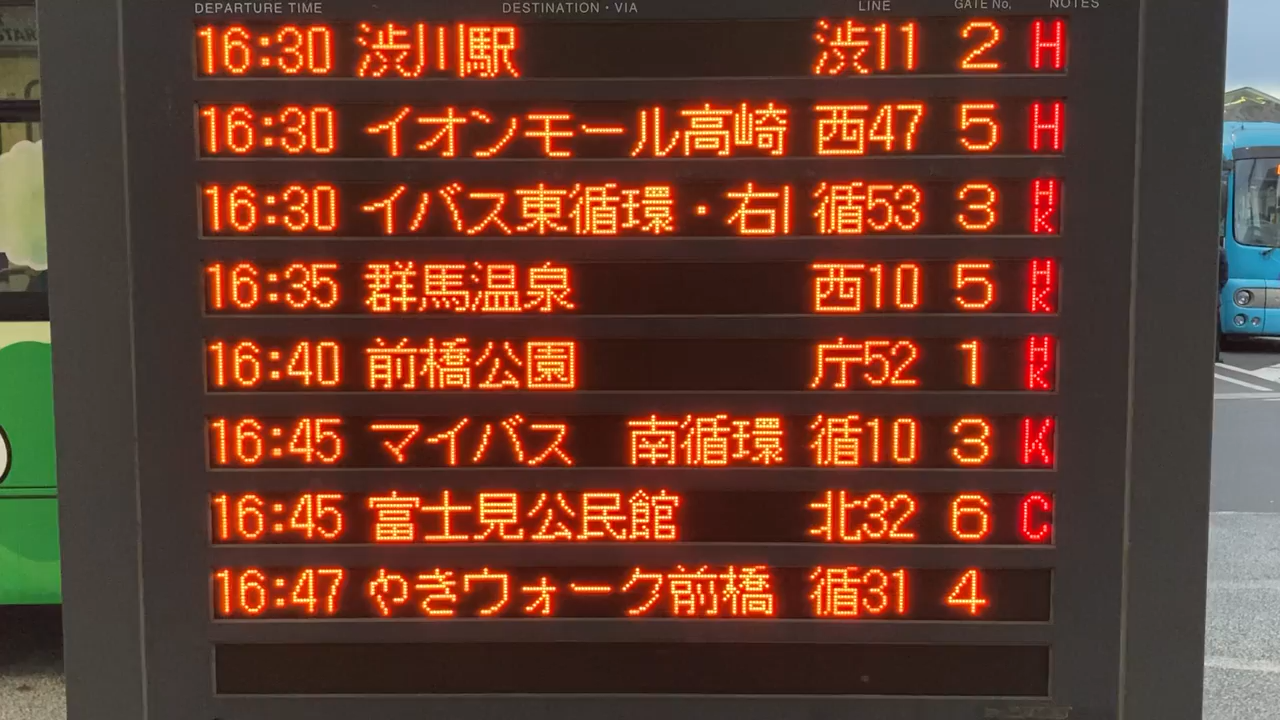 DEPARTURE TIME DESTINATION・VIA LINE GATE No. NOTES
16:30 渋川駅 渋11 2 H
16:30 イオンモール高崎 西47 5 H
16:30 イバス東循環・右 循53 3 HK
16:35 群馬温泉 西10 5 HK
16:40 前橋公園 庁52 1 HK
16:45 マイバス 南循環 循10 3 K
16:45 富士見公民館 北32 6 C
16:47 やきウォーク前橋 循31 4